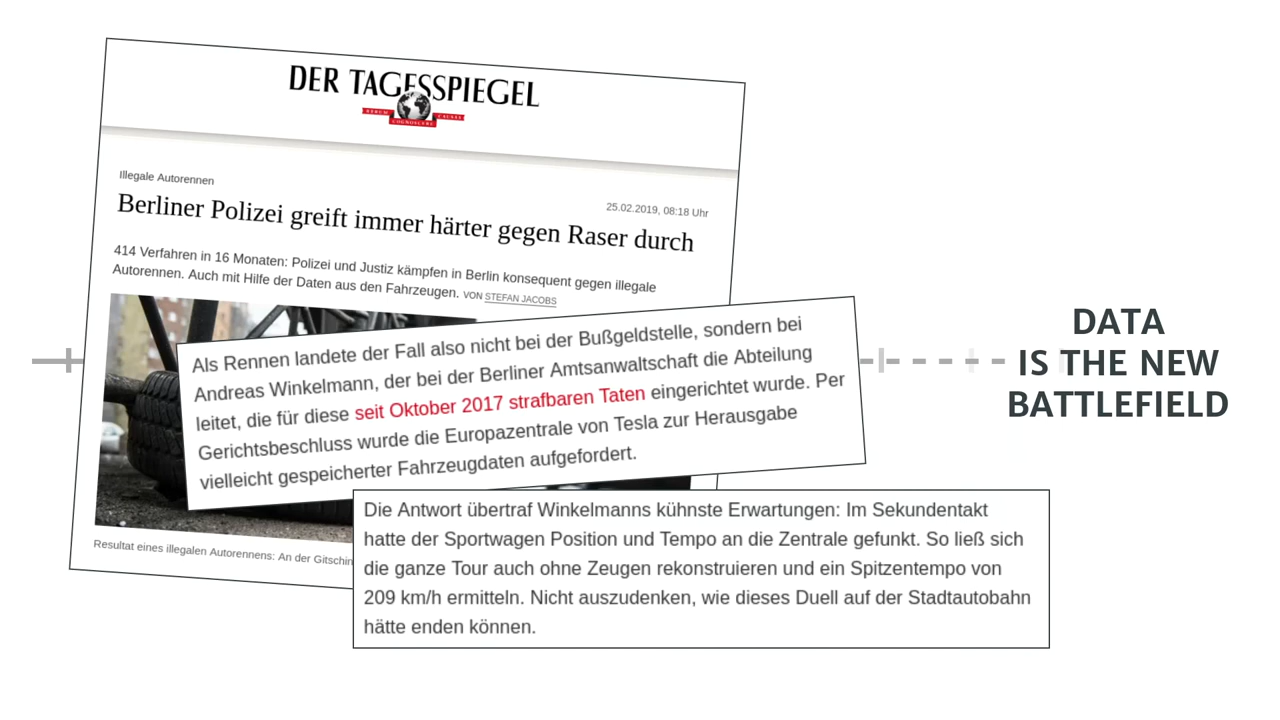 DER TAGESSPIEGEL
RERUM
CAUSAS
COGNOSCERE
Illegale Autorennen
25.02.2019, 08:18 Uhr
Berliner Polizei greift immer härter gegen Raser durch
414 Verfahren in 16 Monaten: Polizei und Justiz kämpfen in Berlin konsequent gegen illegale
Autorennen. Auch mit Hilfe der Daten aus den Fahrzeugen. VON STEFAN JACOBS
Als Rennen landete der Fall also nicht bei der Bußgeldstelle, sondern bei
Andreas Winkelmann, der bei der Berliner Amtsanwaltschaft die Abteilung
leitet, die für diese seit Oktober 2017 strafbaren Taten eingerichtet wurde. Per
Gerichtsbeschluss wurde die Europazentrale von Tesla zur Herausgabe
vielleicht gespeicherter Fahrzeugdaten aufgefordert.
Resultat eines illegalen Autorennens: An der Gitschin
Die Antwort übertraf Winkelmanns kühnste Erwartungen: Im Sekundentakt
hatte der Sportwagen Position und Tempo an die Zentrale gefunkt. So ließ sich
die ganze Tour auch ohne Zeugen rekonstruieren und ein Spitzentempo von
209 km/h ermitteln. Nicht auszudenken, wie dieses Duell auf der Stadtautobahn
hätte enden können.
DATA
IS THE NEW
BATTLEFIELD